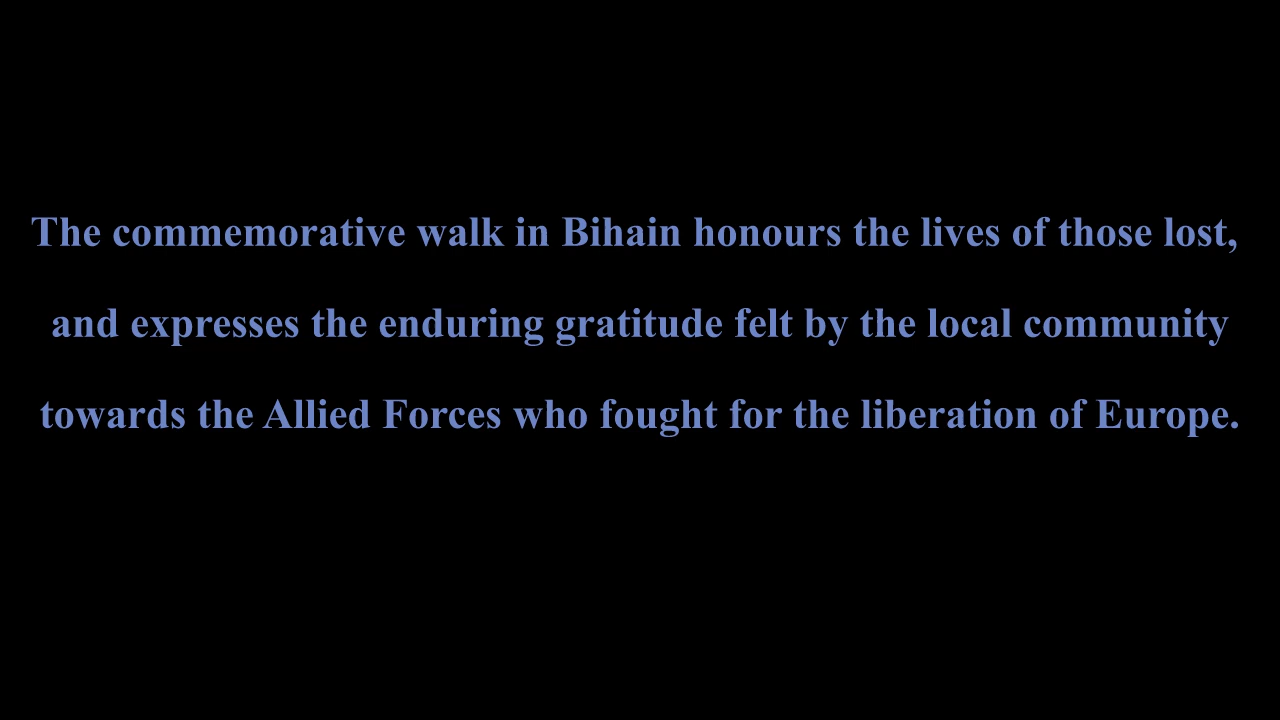 The commemorative walk in Bihain honours the lives of those lost,
and expresses the enduring gratitude felt by the local community
towards the Allied Forces who fought for the liberation of Europe.